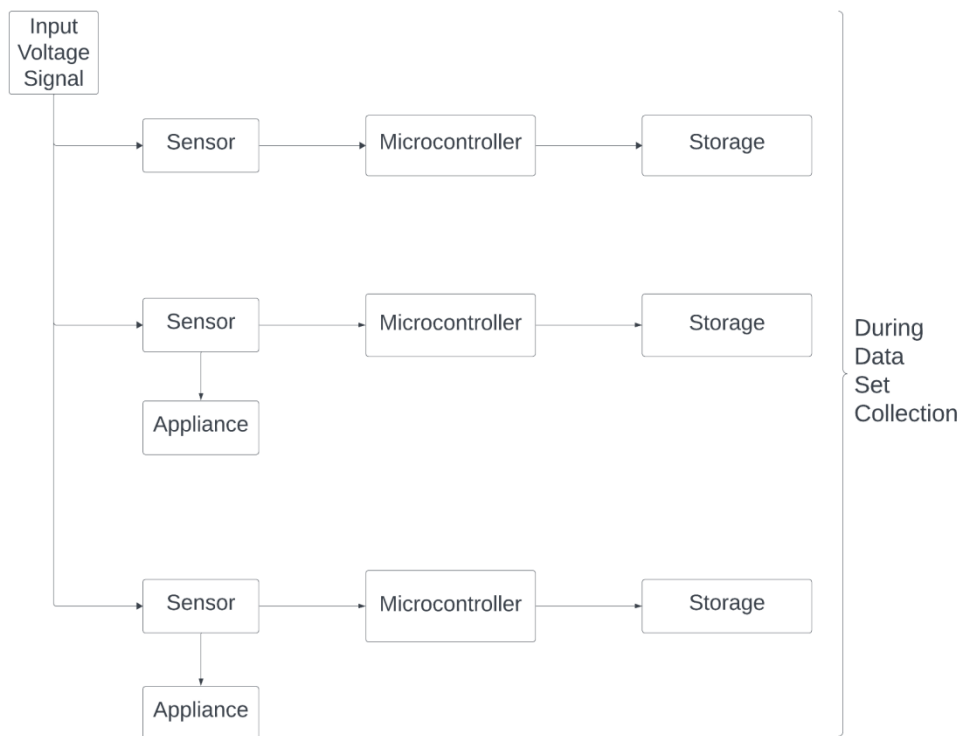 Input
Voltage
Signal
Sensor
Microcontroller
Storage
Sensor
Microcontroller
Storage
Appliance
During
Data
Set
Collection
Sensor
Microcontroller
Storage
Appliance